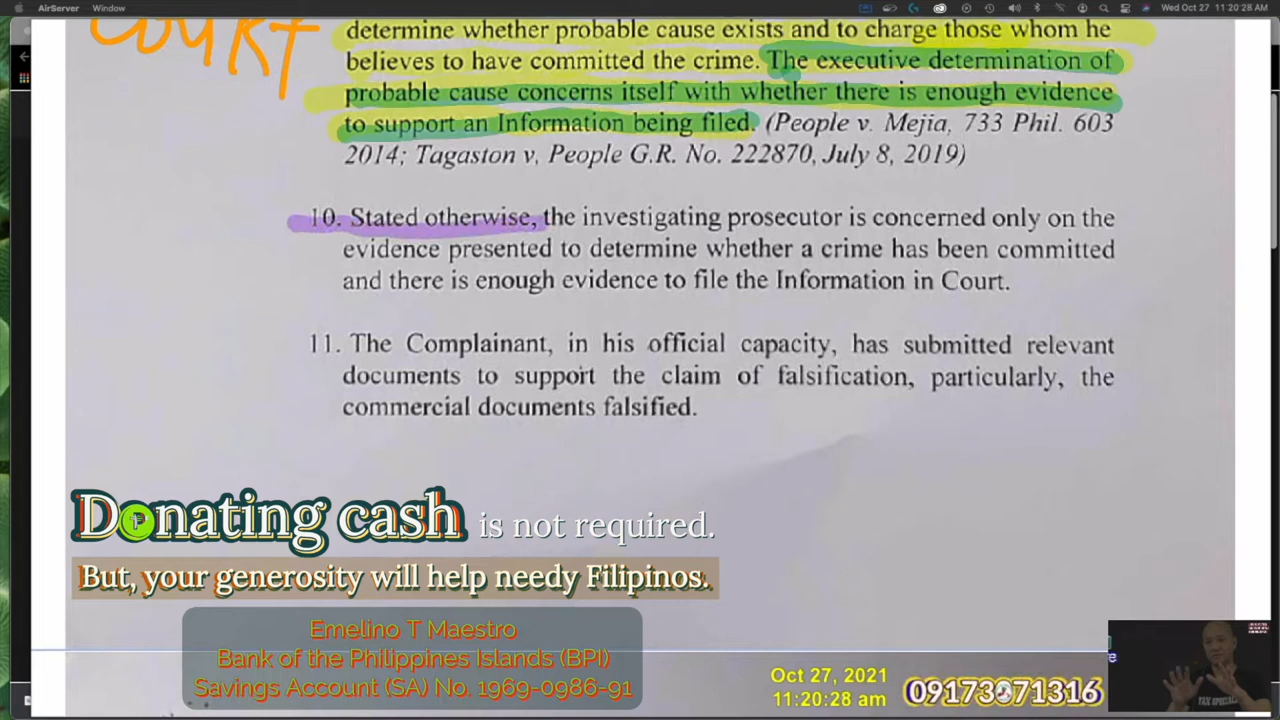 AirServer Window
Wed Oct 27 11:20:28 AM
COURT
determine whether probable cause exists and to charge those whom he
believes to have committed the crime. The executive determination of
probable cause concerns itself with whether there is enough evidence
to support an Information being filed. (People v. Mejia, 733 Phil. 603
2014; Tagaston v, People G.R. No. 222870, July 8, 2019)
10. Stated otherwise, the investigating prosecutor is concerned only on the
evidence presented to determine whether a crime has been committed
and there is enough evidence to file the Information in Court.
11. The Complainant, in his official capacity, has submitted relevant
documents to support the claim of falsification, particularly, the
commercial documents falsified.
Donating cash is not required.
But, your generosity will help needy Filipinos.
Emelino T Maestro
Bank of the Philippines Islands (BPI)
Savings Account (SA) No. 1969-0986-91
Oct 27, 2021
11:20:28 am
09173071316
TAX SPECIAL